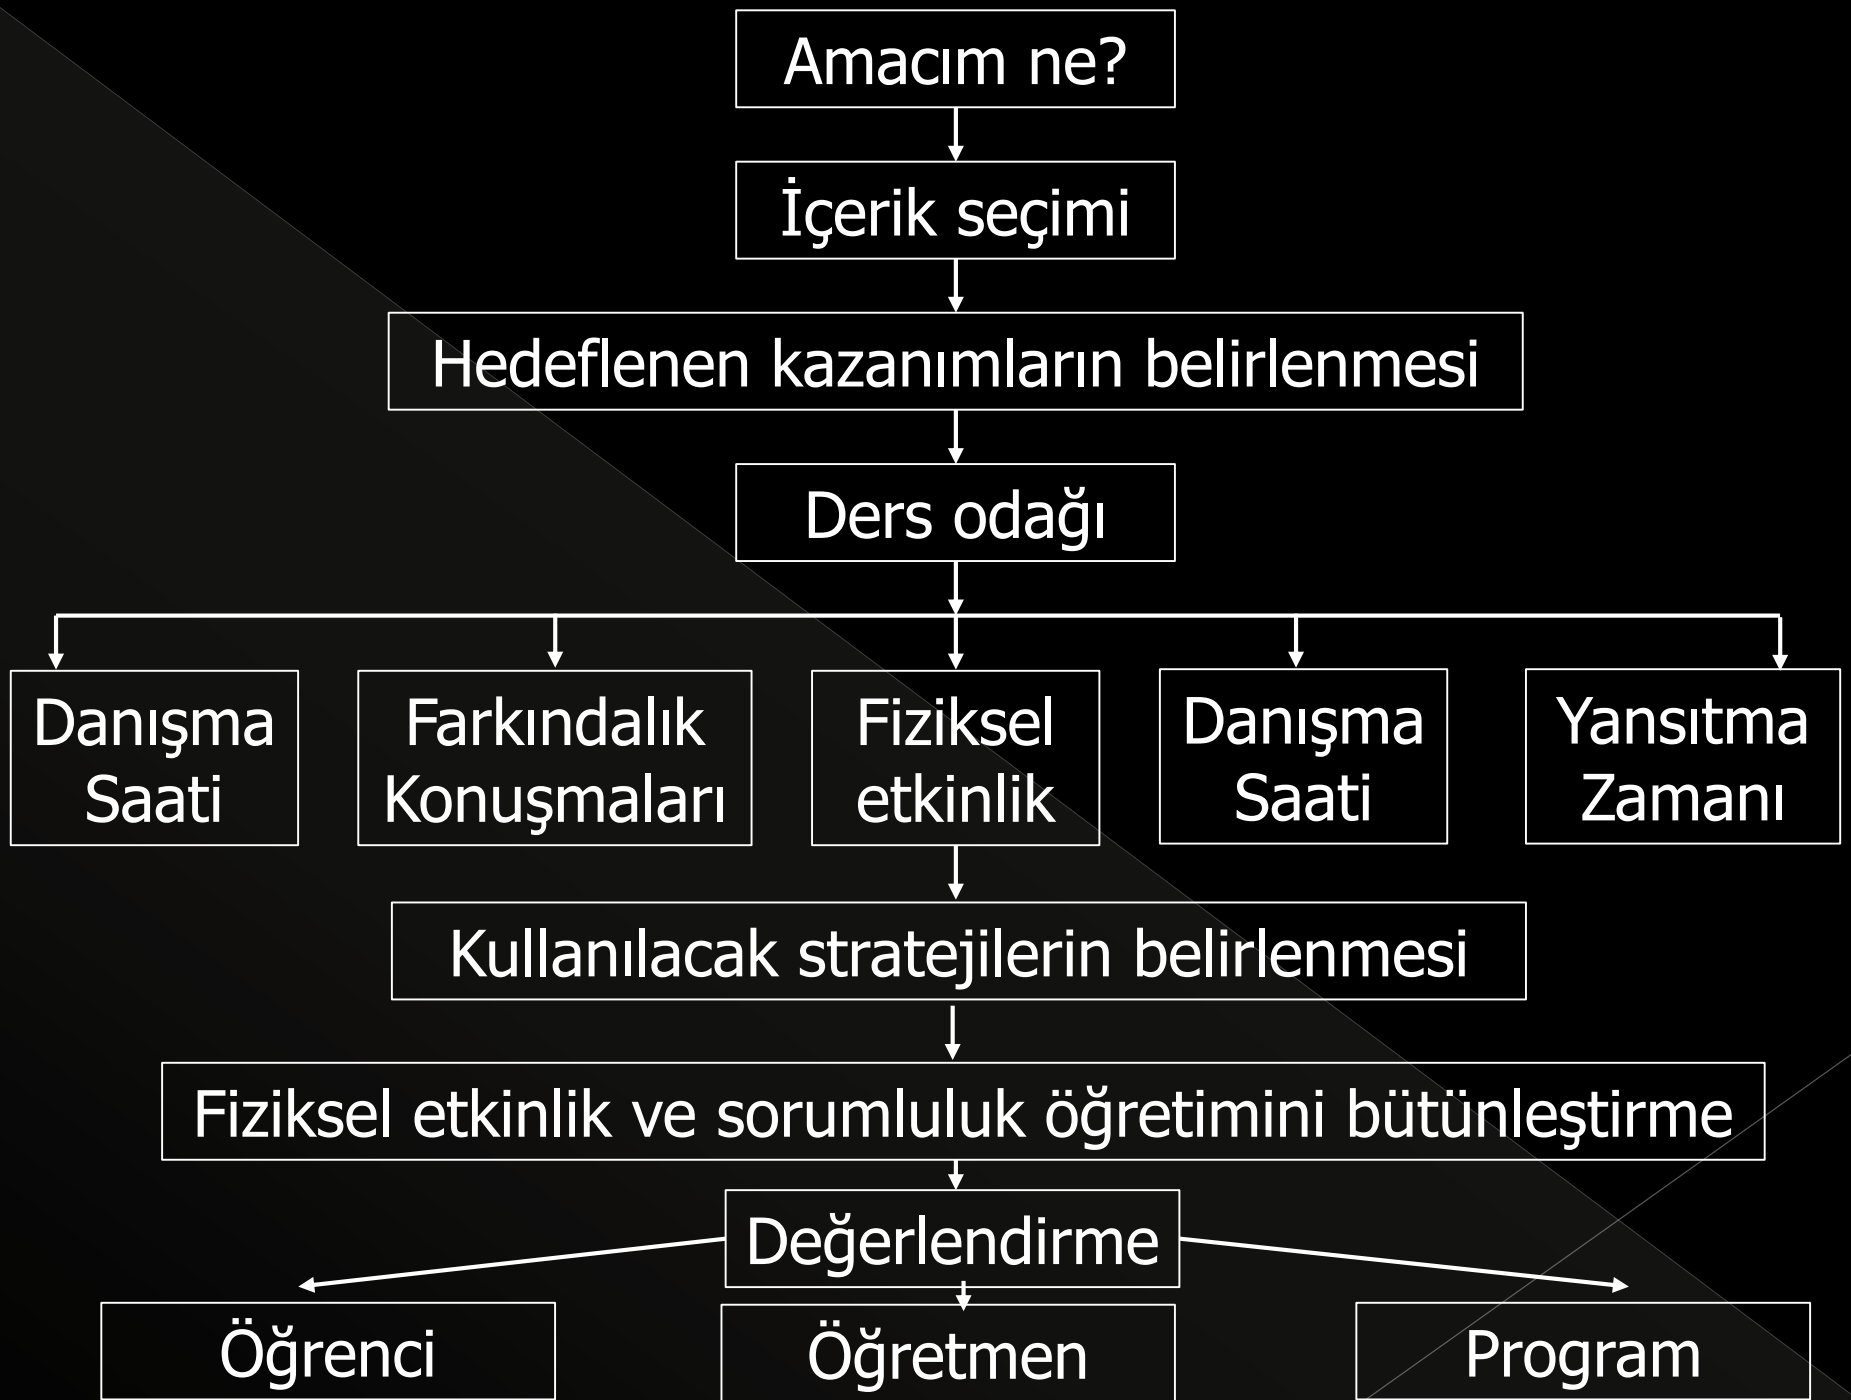 Amacım ne?
İçerik seçimi
Hedeflenen kazanımların belirlenmesi
Ders odağı
Danışma
Saati
Farkındalık
Konuşmaları
Fiziksel
etkinlik
Danışma
Saati
Yansıtma
Zamanı
Kullanılacak stratejilerin belirlenmesi
Fiziksel etkinlik ve sorumluluk öğretimini bütünleştirme
Değerlendirme
Öğrenci
Öğretmen
Program